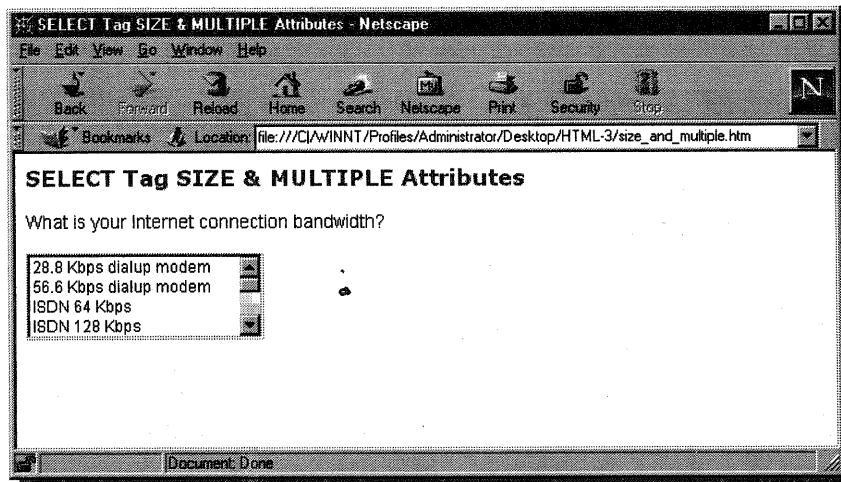 SELECT Tag SIZE & MULTIPLE Attributes - Netscape
File Edit View Go Window Help
Back Forward Reload Home Search Netscape Print Security Stop
N
Bookmarks Location: file:///C|/WINNT/Profiles/Administrator/Desktop/HTML-3/size_and_multiple.htm
SELECT Tag SIZE & MULTIPLE Attributes
What is your Internet connection bandwidth?
28.8 Kbps dialup modem
56.6 Kbps dialup modem
ISDN 64 Kbps
ISDN 128 Kbps
Document: Done